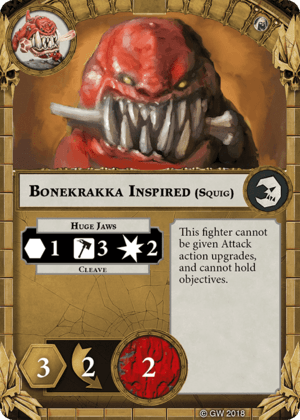 BONEKRAKKA INSPIRED (SQUIG)
HUGE JAWS
1 3 2
CLEAVE
This fighter cannot
be given Attack
action upgrades,
and cannot hold
objectives.
3 2 2
© GW 2018